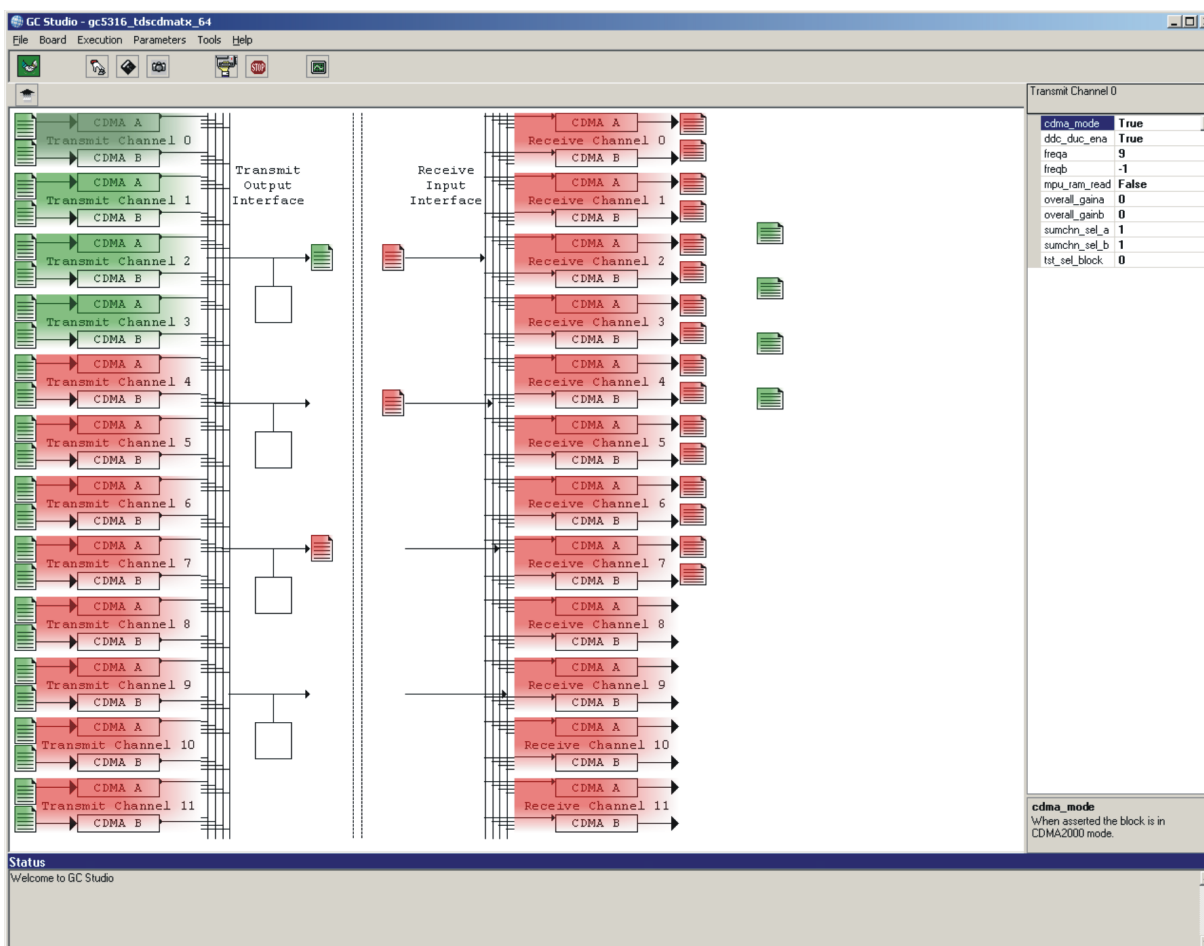 GC Studio - gc5316_tdscdmatx_64
File Board Execution Parameters Tools Help
STOP
Transmit Channel 0
cdma_mode True
ddc_duc_ena True
freqa 9
freqb -1
mpu_ram_read False
overall_gaina 0
overall_gainb 0
sumchn_sel_a 1
sumchn_sel_b 1
tst_sel_block 0
CDMA A
Transmit Channel 0
CDMA B
CDMA A
Transmit Channel 1
CDMA B
CDMA A
Transmit Channel 2
CDMA B
CDMA A
Transmit Channel 3
CDMA B
CDMA A
Transmit Channel 4
CDMA B
CDMA A
Transmit Channel 5
CDMA B
CDMA A
Transmit Channel 6
CDMA B
CDMA A
Transmit Channel 7
CDMA B
CDMA A
Transmit Channel 8
CDMA B
CDMA A
Transmit Channel 9
CDMA B
CDMA A
Transmit Channel 10
CDMA B
CDMA A
Transmit Channel 11
CDMA B
Transmit
Output
Interface
Receive
Input
Interface
CDMA A
Receive Channel 0
CDMA B
CDMA A
Receive Channel 1
CDMA B
CDMA A
Receive Channel 2
CDMA B
CDMA A
Receive Channel 3
CDMA B
CDMA A
Receive Channel 4
CDMA B
CDMA A
Receive Channel 5
CDMA B
CDMA A
Receive Channel 6
CDMA B
CDMA A
Receive Channel 7
CDMA B
CDMA A
Receive Channel 8
CDMA B
CDMA A
Receive Channel 9
CDMA B
CDMA A
Receive Channel 10
CDMA B
CDMA A
Receive Channel 11
CDMA B
cdma_mode
When asserted the block is in
CDMA2000 mode.
Status
Welcome to GC Studio